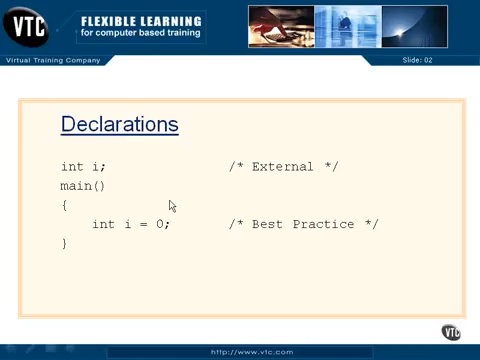 VTC
FLEXIBLE LEARNING
for computer based training
Virtual Training Company
Slide: 02
Declarations
int i; /* External */
main()
{
int i = 0; /* Best Practice */
}
VTC
http://www.vtc.com